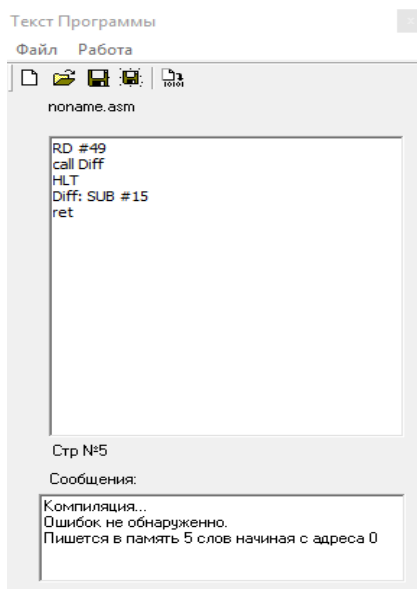 Текст Программы
Файл Работа
noname.asm
RD #49
call Diff
HLT
Diff: SUB #15
ret
Стр №5
Сообщения:
Компиляция...
Ошибок не обнаруженно.
Пишется в память 5 слов начиная с адреса 0